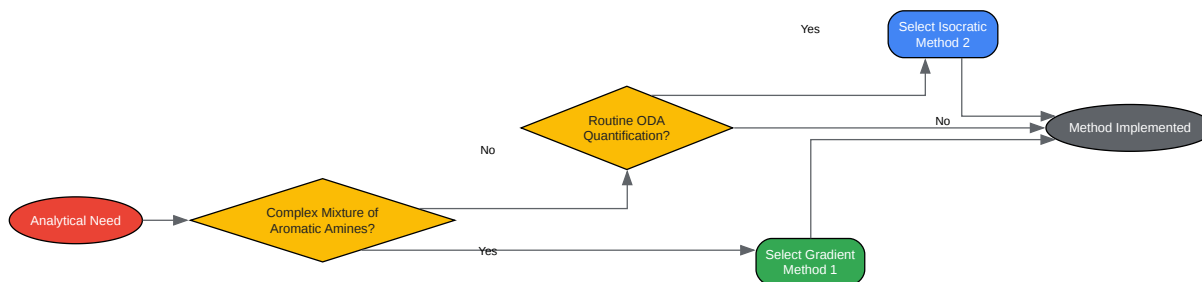 Yes
Select Isocratic
Method 2
Routine ODA
Quantification?
No
Method Implemented
No
Analytical Need
Complex Mixture of
Aromatic Amines?
Yes
Select Gradient
Method 1